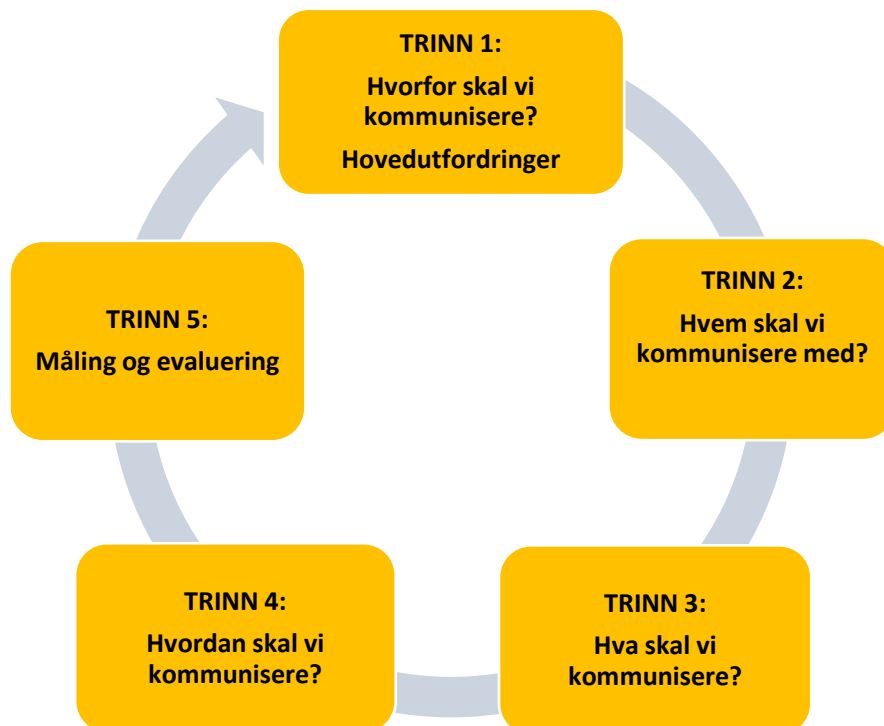 TRINN 1:
Hvorfor skal vi
kommunisere?
Hovedutfordringer
TRINN 2:
Hvem skal vi
kommunisere med?
TRINN 3:
Hva skal vi
kommunisere?
TRINN 4:
Hvordan skal vi
kommunisere?
TRINN 5:
Måling og evaluering